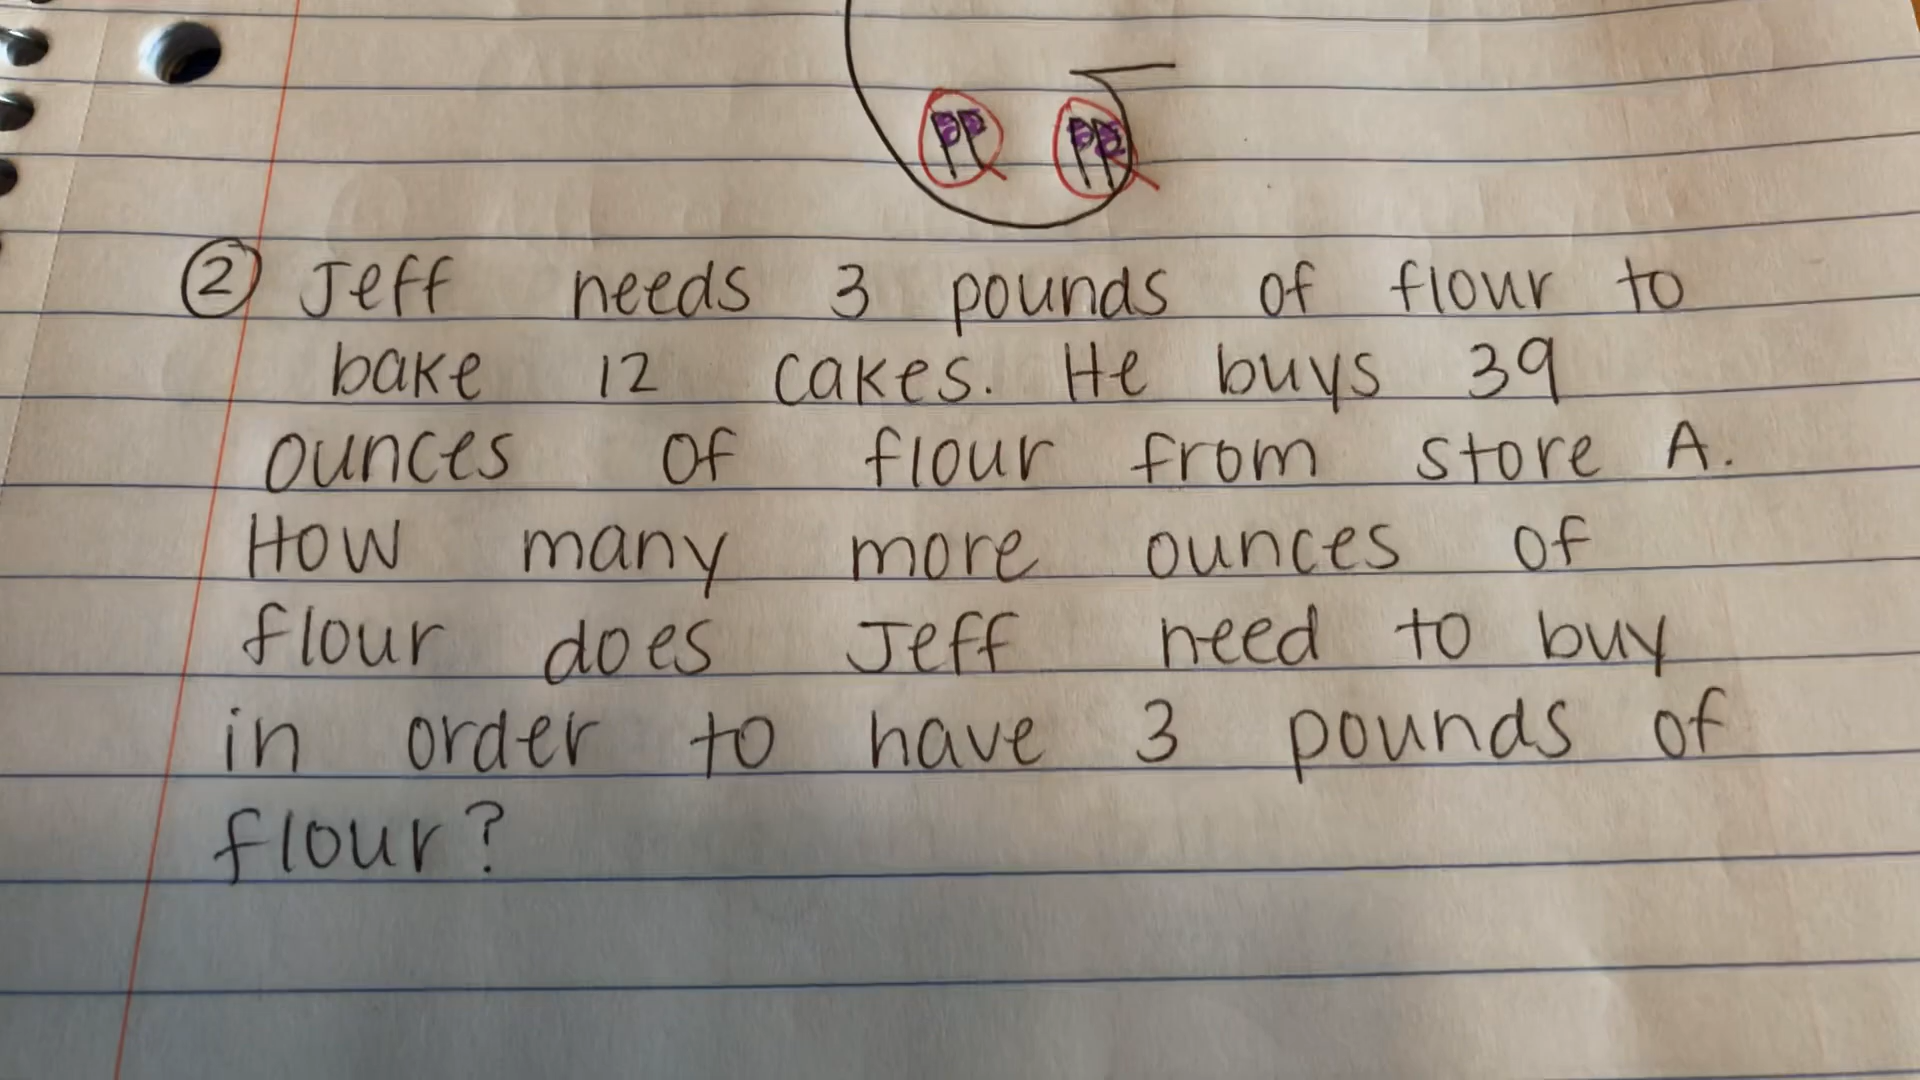 PP PP
② Jeff needs 3 pounds of flour to
bake 12 cakes. He buys 39
ounces of flour from store A.
How many more ounces of
flour does Jeff need to buy
in order to have 3 pounds of
flour?